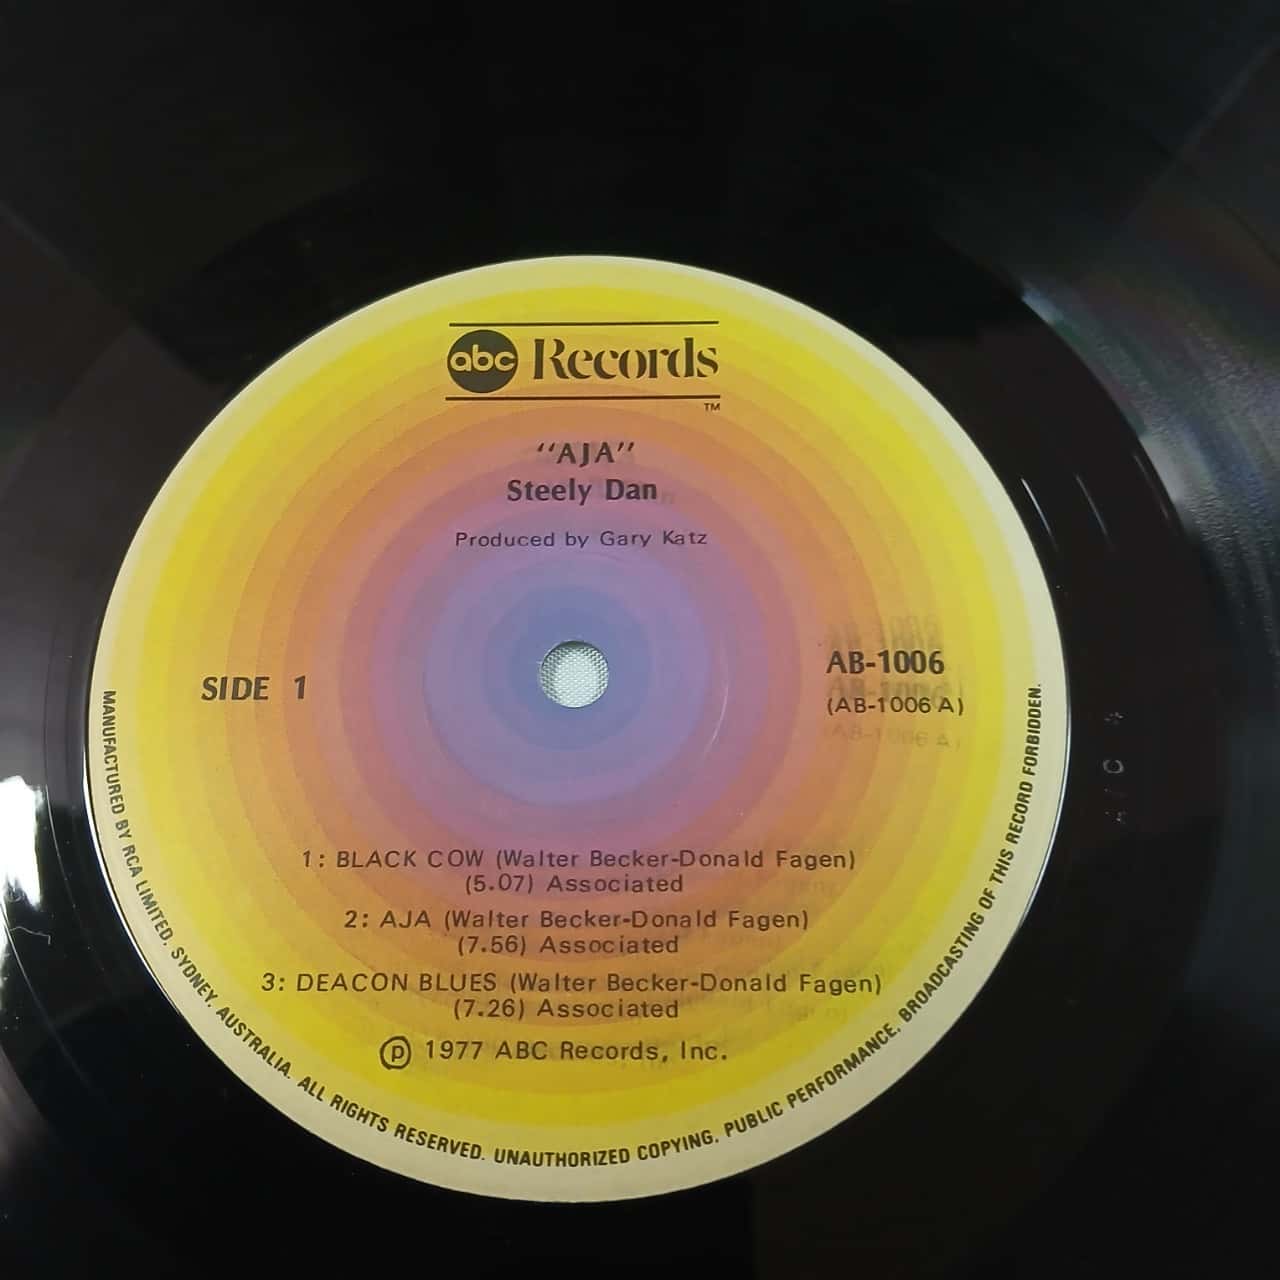 abc Records
TM
"AJA"
Steely Dan
Produced by Gary Katz
SIDE 1
AB-1006
(AB-1006 A)
1: BLACK COW (Walter Becker-Donald Fagen)
(5.07) Associated
2: AJA (Walter Becker-Donald Fagen)
(7.56) Associated
3: DEACON BLUES (Walter Becker-Donald Fagen)
(7.26) Associated
℗ 1977 ABC Records, Inc.
MANUFACTURED BY RCA LIMITED. SYDNEY AUSTRALIA. ALL RIGHTS RESERVED. UNAUTHORIZED COPYING. PUBLIC PERFORMANCE. BROADCASTING OF THIS RECORD FORBIDDEN.